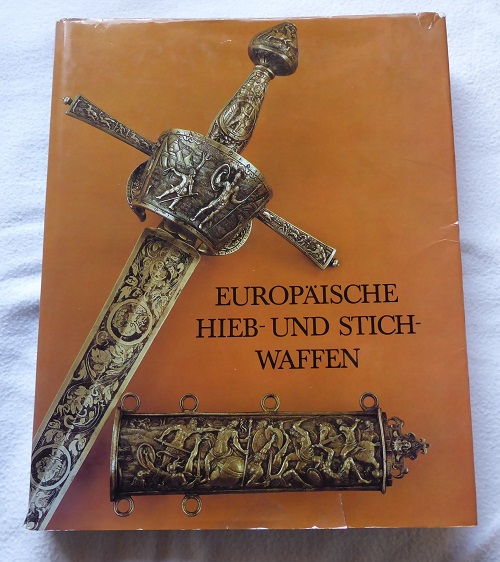 EUROPÄISCHE
HIEB- UND STICH-
WAFFEN